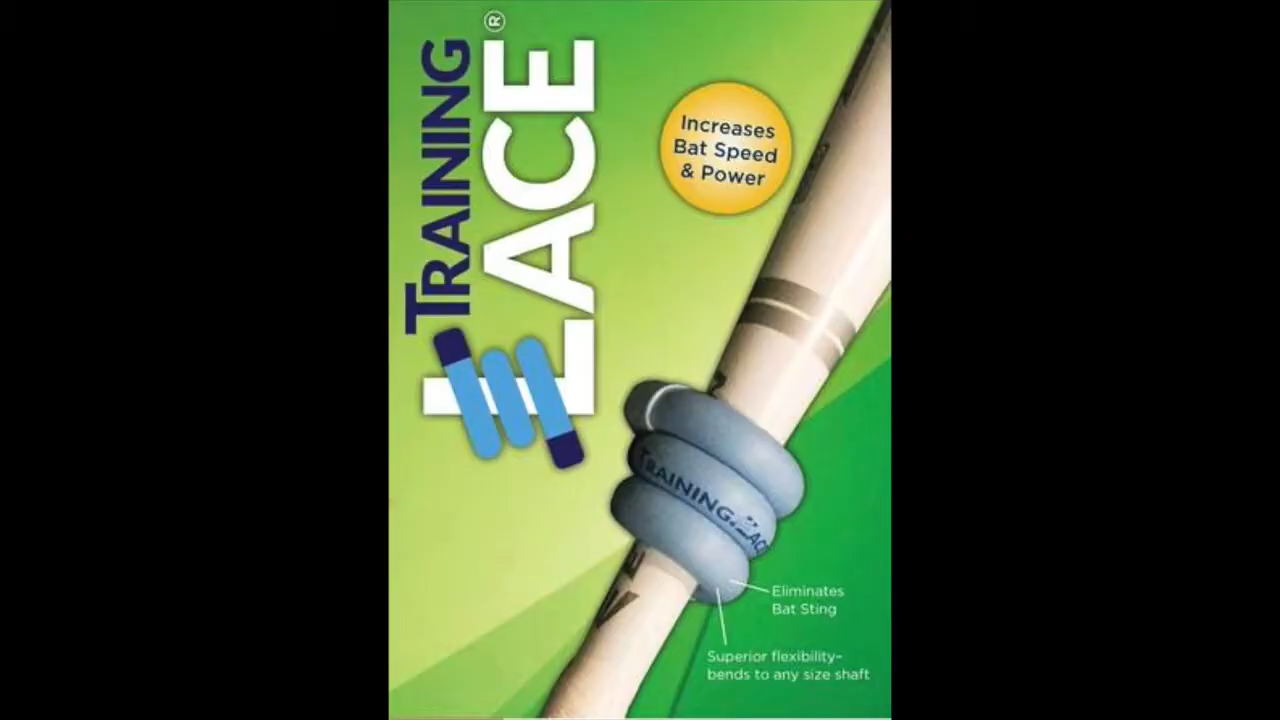 TRAINING
LACE®
Increases
Bat Speed
& Power
TRAINING LACE
Eliminates
Bat Sting
Superior flexibility–
bends to any size shaft